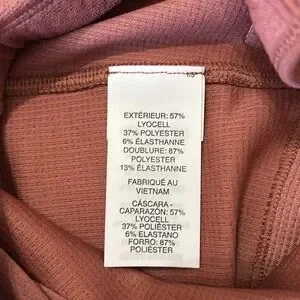 EXTÉRIEUR: 57%
LYOCELL
37% POLYESTER
6% ÉLASTHANNE
DOUBLURE: 87%
POLYESTER
13% ÉLASTHANNE
FABRIQUÉ AU
VIETNAM
CÁSCARA -
CAPARAZÓN: 57%
LYOCELL
37% POLIÉSTER
6% ELASTANO
FORRO: 87%
POLIÉSTER